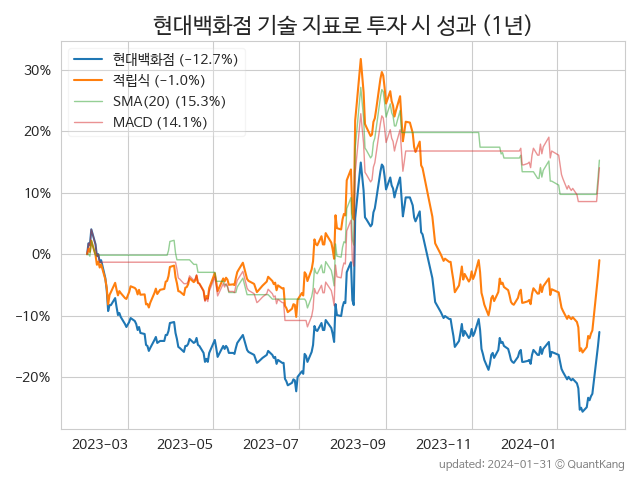 현대백화점 기술 지표로 투자 시 성과 (1년)
현대백화점 (-12.7%)
적립식 (-1.0%)
SMA(20) (15.3%)
MACD (14.1%)
30%
20%
10%
0%
−10%
−20%
2023-03 2023-05 2023-07 2023-09 2023-11 2024-01
updated: 2024-01-31 © QuantKang